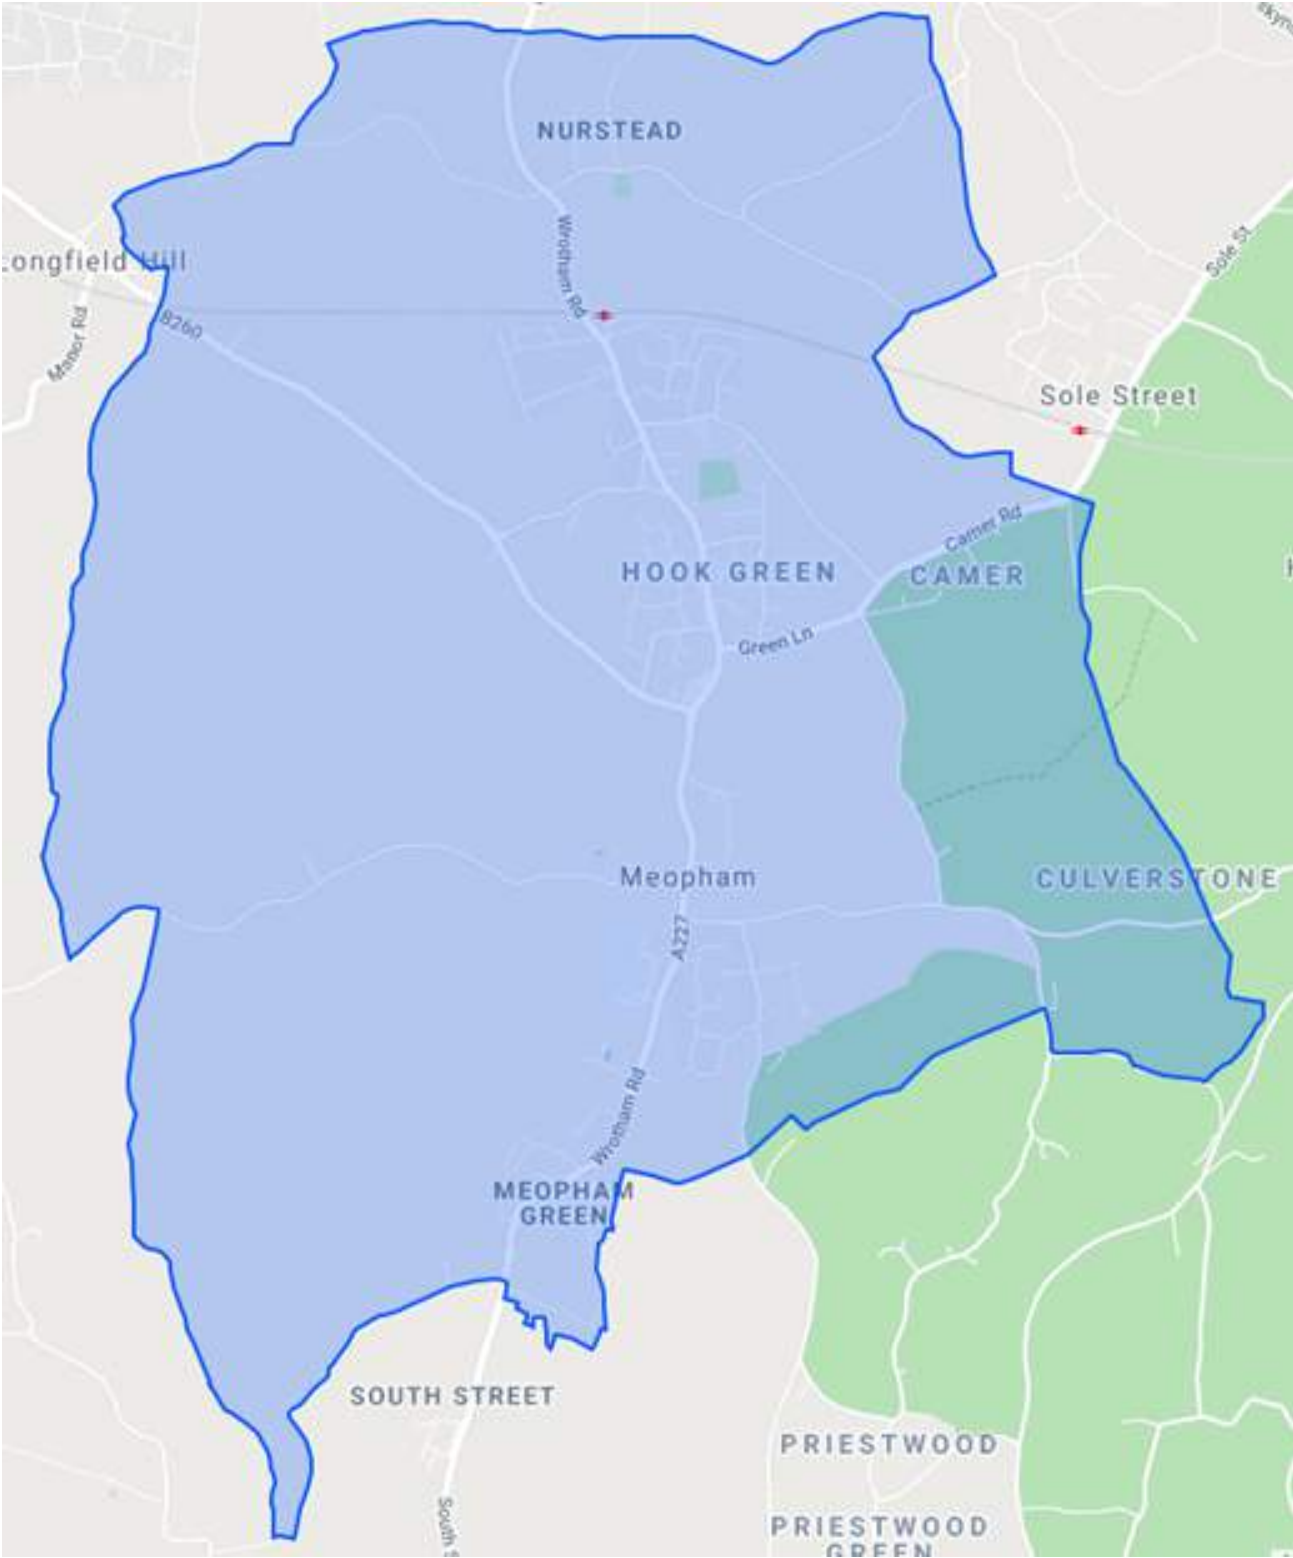 NURSTEAD
Wrotham Rd
Sole St
Longfield Hill
B260
Manor Rd
Sole Street
Camer Rd
HOOK GREEN
CAMER
Green Ln
Meopham
CULVERSTONE
A227
Wrotham Rd
MEOPHAM
GREEN
SOUTH STREET
PRIESTWOOD
South S
PRIESTWOOD
GREEN